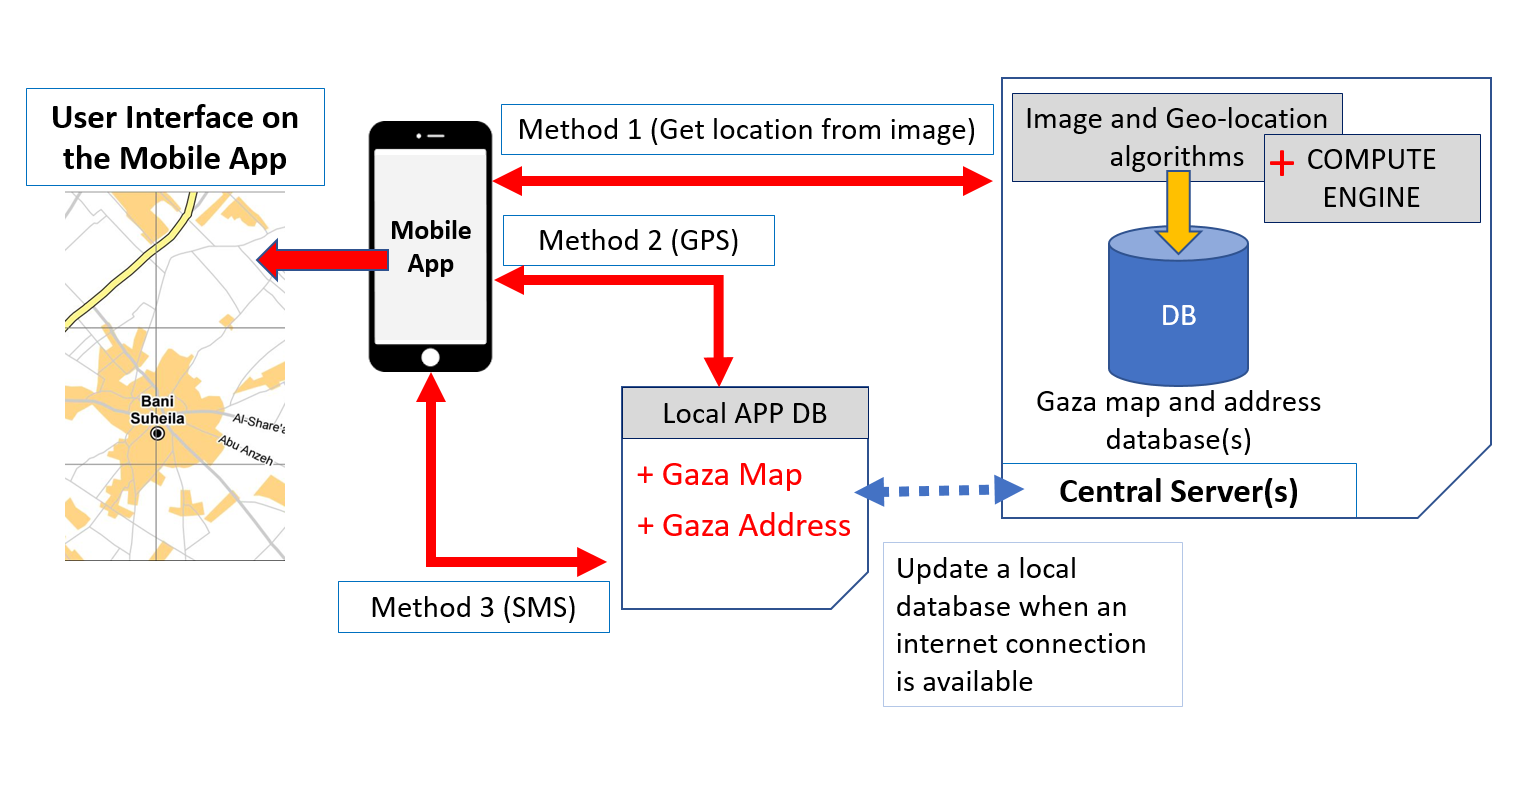 User Interface on
the Mobile App
Bani
Suheila
Al-Share'a
Abu Anzeh
Mobile
App
Method 1 (Get location from image)
Method 2 (GPS)
Method 3 (SMS)
Local APP DB
+ Gaza Map
+ Gaza Address
Image and Geo-location
algorithms
+ COMPUTE
ENGINE
DB
Gaza map and address
database(s)
Central Server(s)
Update a local
database when an
internet connection
is available